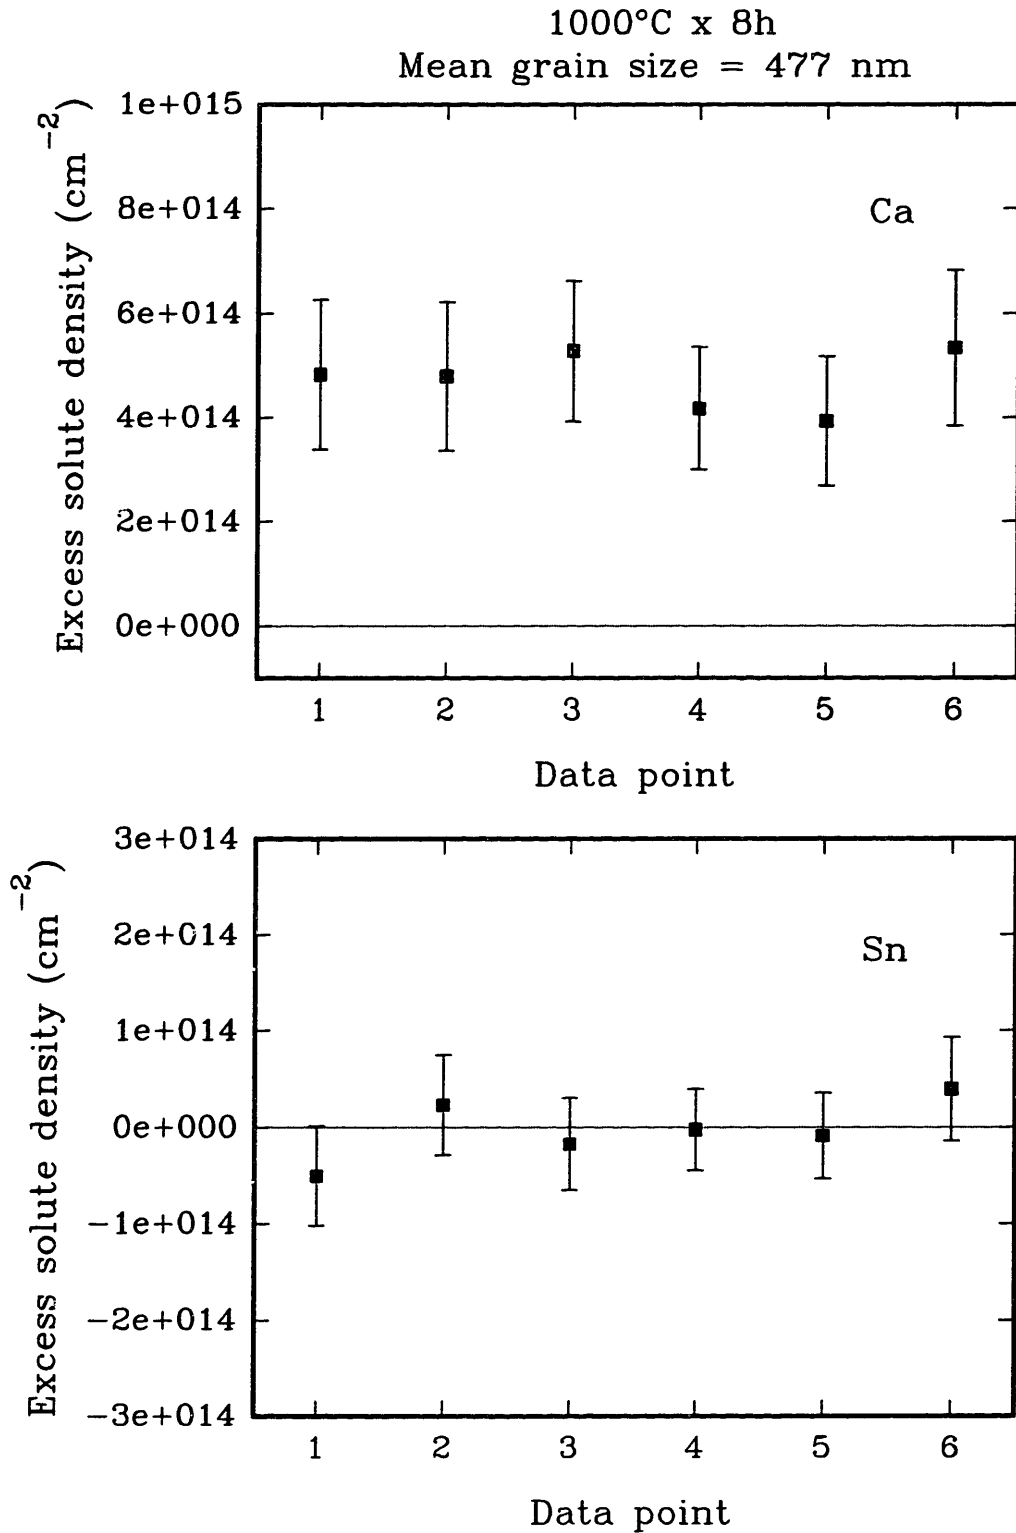 1000°C x 8h
Mean grain size = 477 nm
Excess solute density (cm⁻²)
1e+015
8e+014
6e+014
4e+014
2e+014
0e+000
Ca
1 2 3 4 5 6
Data point
Excess solute density (cm⁻²)
3e+014
2e+014
1e+014
0e+000
-1e+014
-2e+014
-3e+014
Sn
1 2 3 4 5 6
Data point